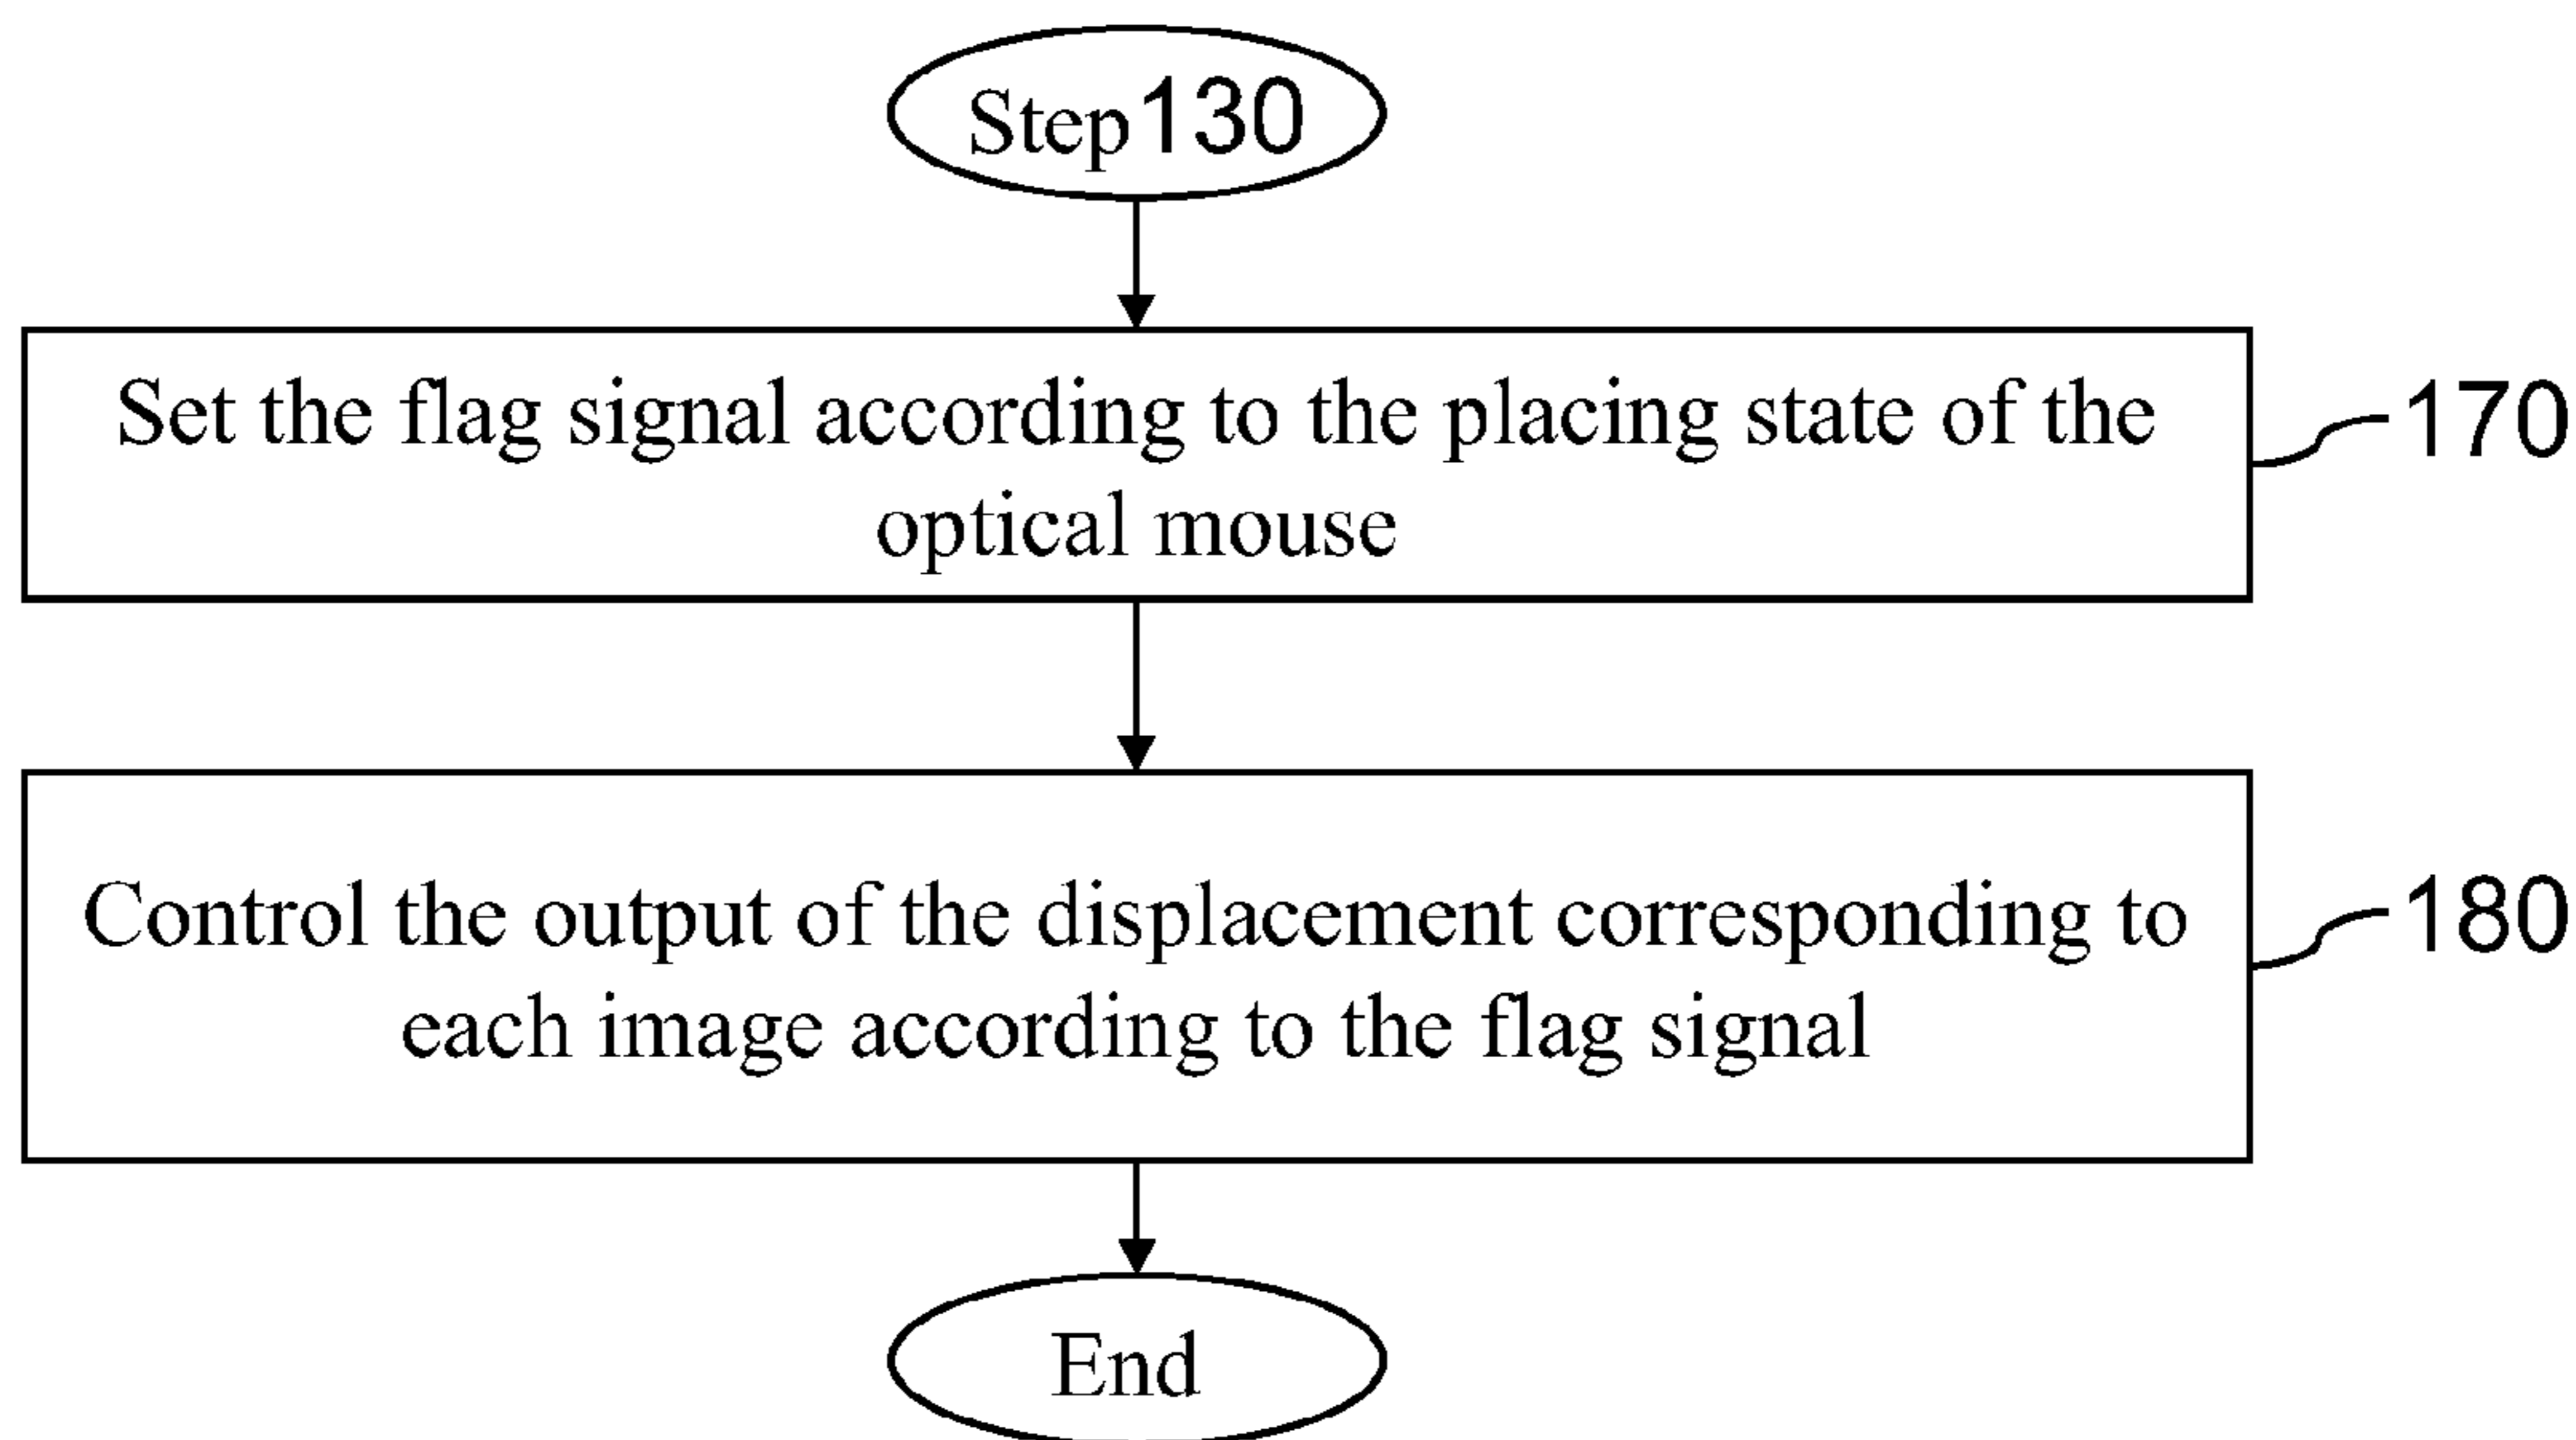 Step130
Set the flag signal according to the placing state of the
optical mouse
170
Control the output of the displacement corresponding to
each image according to the flag signal
180
End